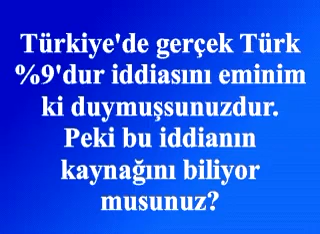 Türkiye'de gerçek Türk
%9'dur iddiasını eminim
ki duymuşsunuzdur.
Peki bu iddianın
kaynağını biliyor
musunuz?